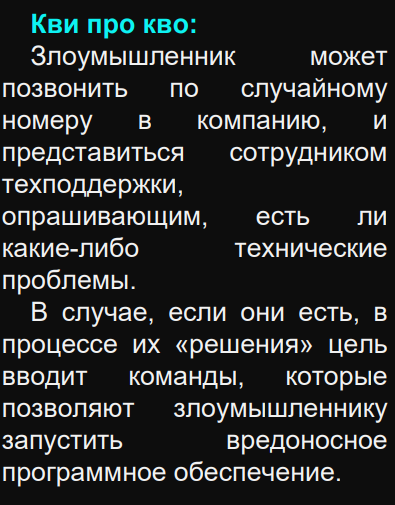 Кви про кво:
Злоумышленник может
позвонить по случайному
номеру в компанию, и
представиться сотрудником
техподдержки,
опрашивающим, есть ли
какие-либо технические
проблемы.
В случае, если они есть, в
процессе их «решения» цель
вводит команды, которые
позволяют злоумышленнику
запустить вредоносное
программное обеспечение.